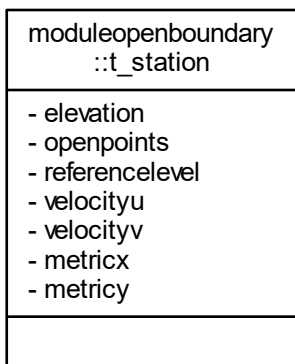 moduleopenboundary
::t_station
- elevation
- openpoints
- referencelevel
- velocityu
- velocityv
- metricx
- metricy